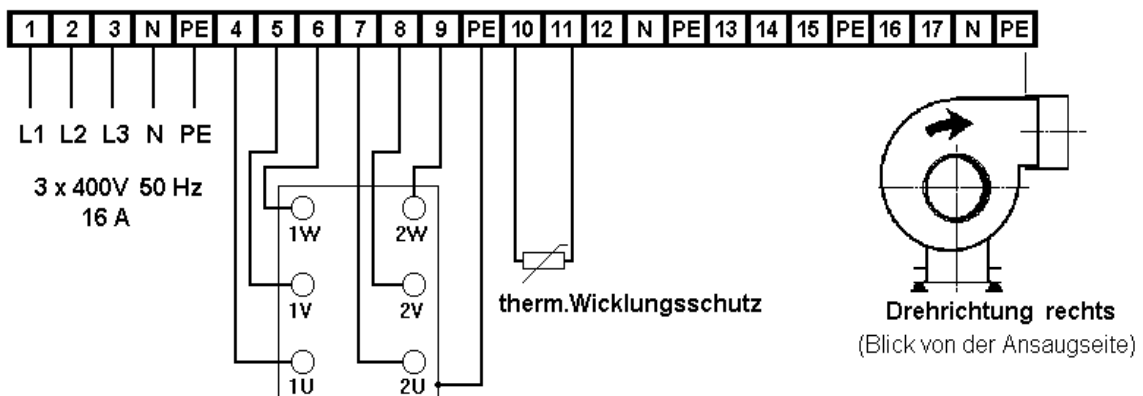 1 2 3 N PE 4 5 6 7 8 9 PE 10 11 12 N PE 13 14 15 PE 16 17 N PE
L1 L2 L3 N PE
3 x 400V 50 Hz
16 A
1W 2W
1V 2V
1U 2U
therm.Wicklungsschutz
Drehrichtung rechts
(Blick von der Ansaugseite)